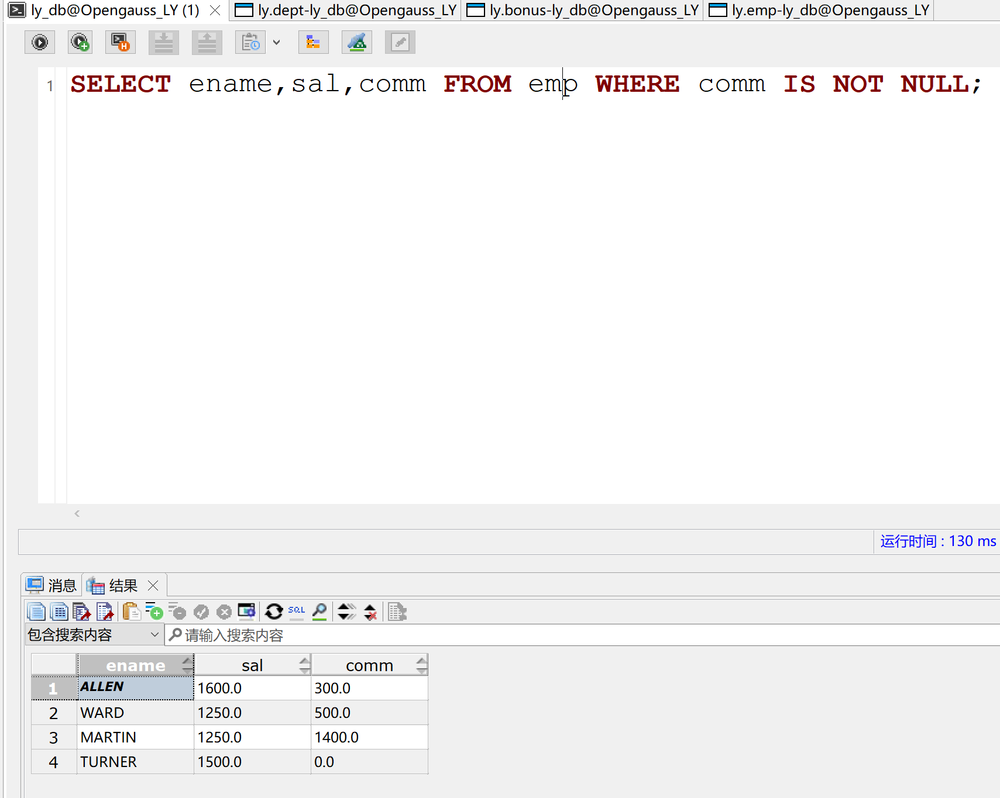 ly_db@Opengauss_LY (1) ly.dept-ly_db@Opengauss_LY ly.bonus-ly_db@Opengauss_LY ly.emp-ly_db@Opengauss_LY
H
1 SELECT ename,sal,comm FROM emp WHERE comm IS NOT NULL;
运行时间 : 130 ms
消息 结果
SQL
包含搜索内容 请输入搜索内容
ename sal comm
1 ALLEN 1600.0 300.0
2 WARD 1250.0 500.0
3 MARTIN 1250.0 1400.0
4 TURNER 1500.0 0.0